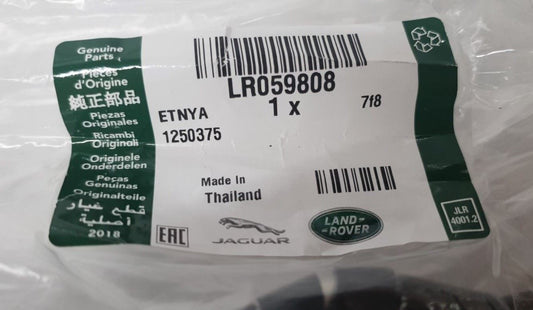 Genuine
Parts
Pièces
d'Origine
純正部品
Piezas
Originales
Ricambi
Originali
Originele
Onderdelen
Peças
Genuinas
Originalteile
قطع غيار
أصلية
2018
LR059808
1 x
7f8
ETNYA
1250375
Made In
Thailand
EAC
JAGUAR
LAND-
-ROVER
JLR
4001.2